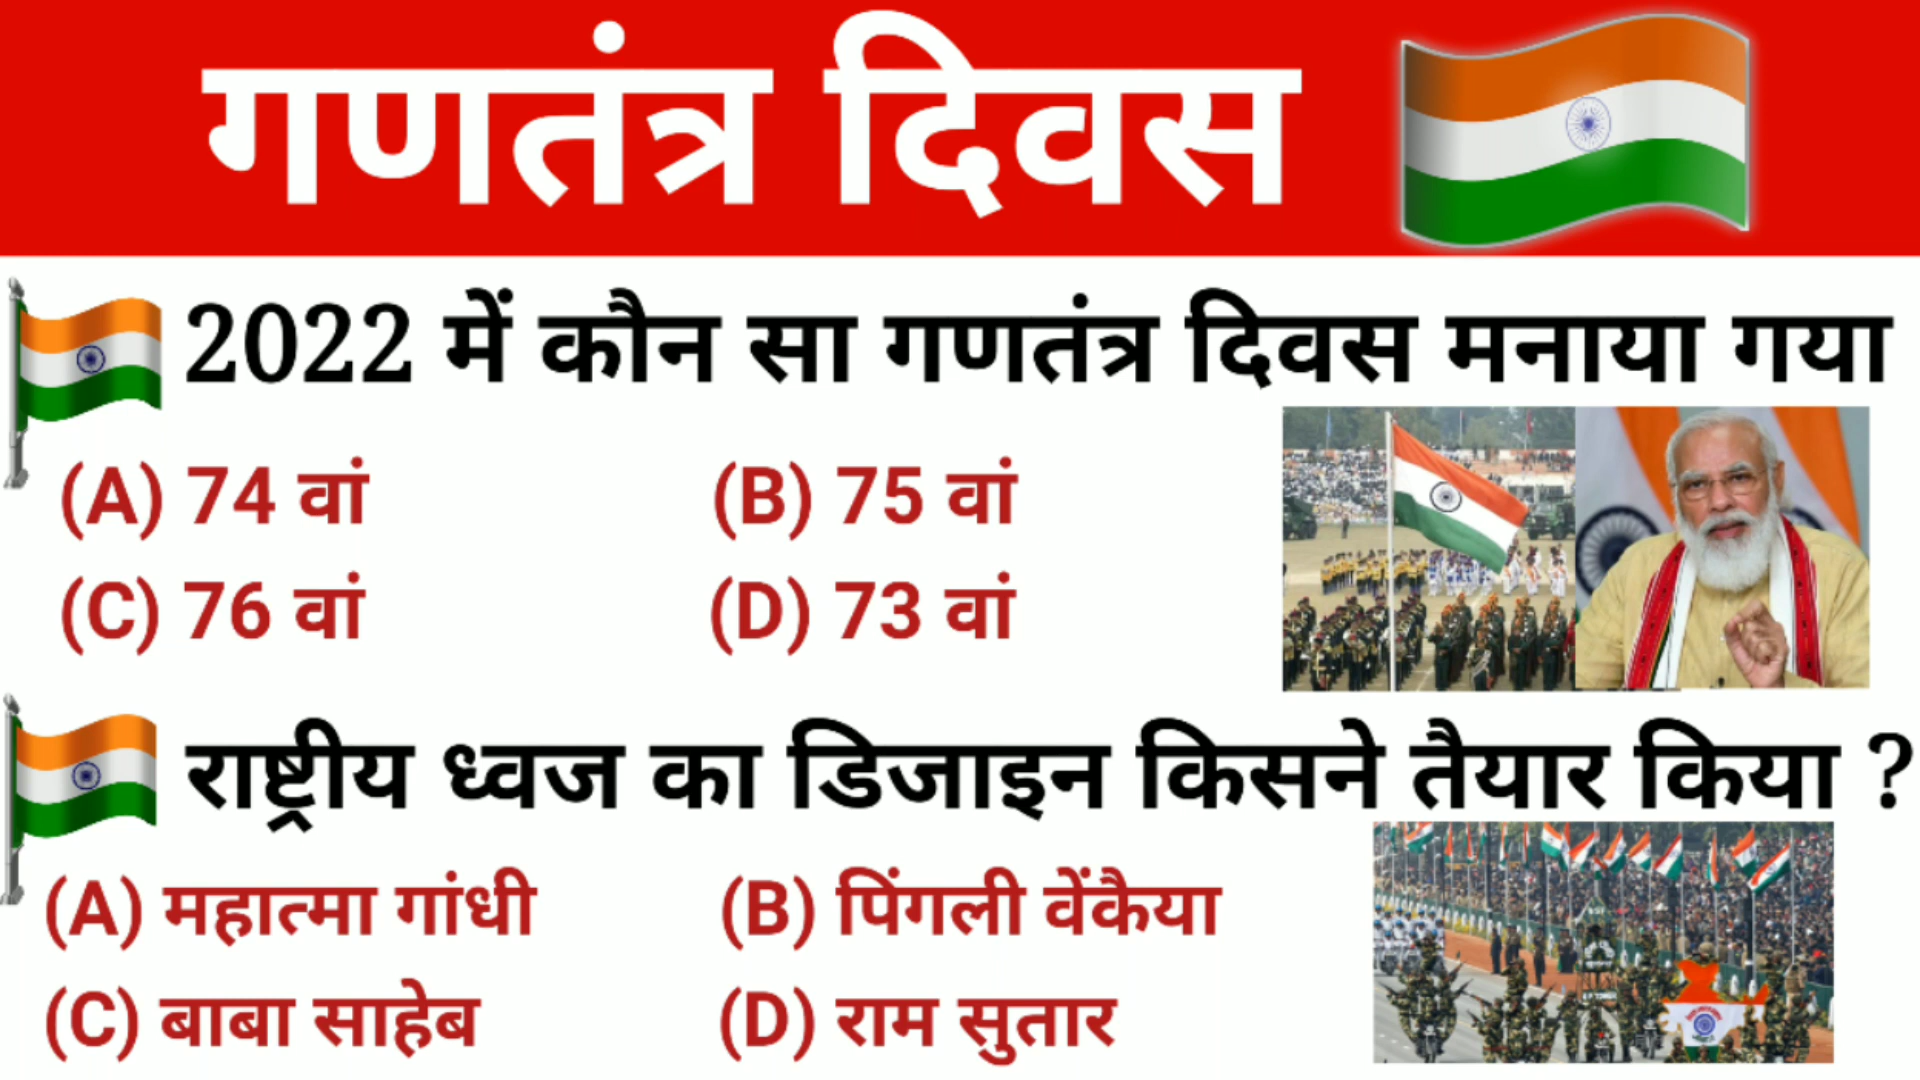 गणतंत्र दिवस
2022 में कौन सा गणतंत्र दिवस मनाया गया
(A) 74 वां (B) 75 वां
(C) 76 वां (D) 73 वां
राष्ट्रीय ध्वज का डिजाइन किसने तैयार किया ?
(A) महात्मा गांधी (B) पिंगली वेंकैया
(C) बाबा साहेब (D) राम सुतार